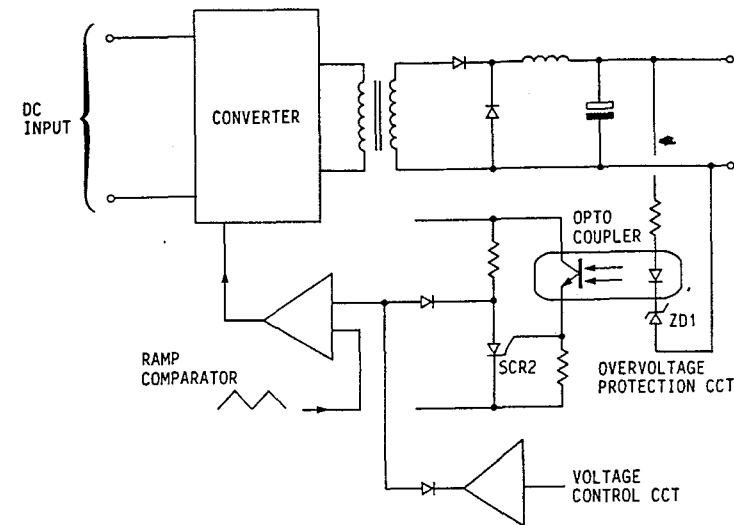 DC
INPUT
CONVERTER
OPTO
COUPLER
ZD1
SCR2
OVERVOLTAGE
PROTECTION CCT
RAMP
COMPARATOR
VOLTAGE
CONTROL CCT